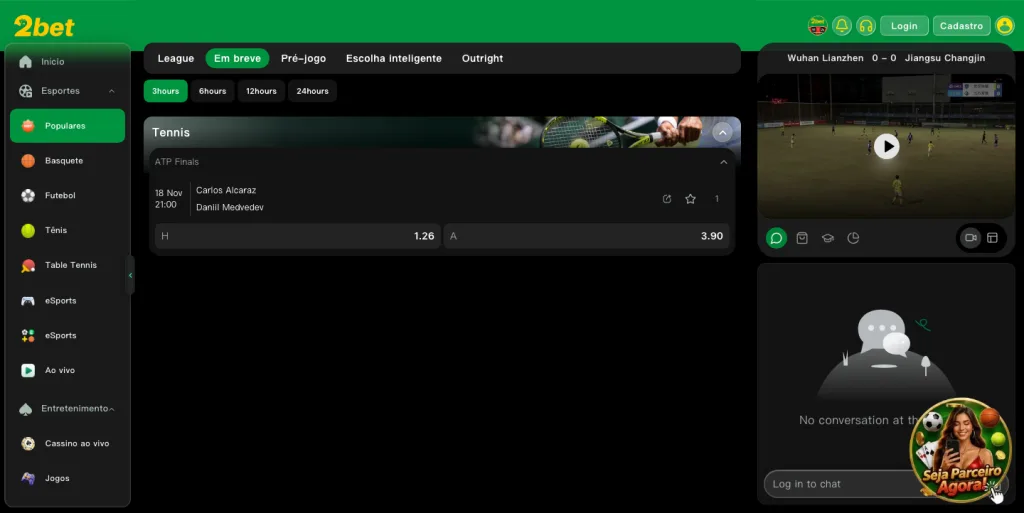 2bet
Login
Cadastro
Início
Esportes
Populares
Basquete
Futebol
Tênis
Table Tennis
eSports
eSports
Ao vivo
Entretenimento
Cassino ao vivo
Jogos
League
Em breve
Pré-jogo
Escolha inteligente
Outright
3hours
6hours
12hours
24hours
Tennis
ATP Finals
18 Nov
21:00
Carlos Alcaraz
Daniil Medvedev
1
H 1.26
A 3.90
Wuhan Lianzhen 0 - 0 Jiangsu Changjin
No conversation at th
Log in to chat
Seja Parceiro
Agora!